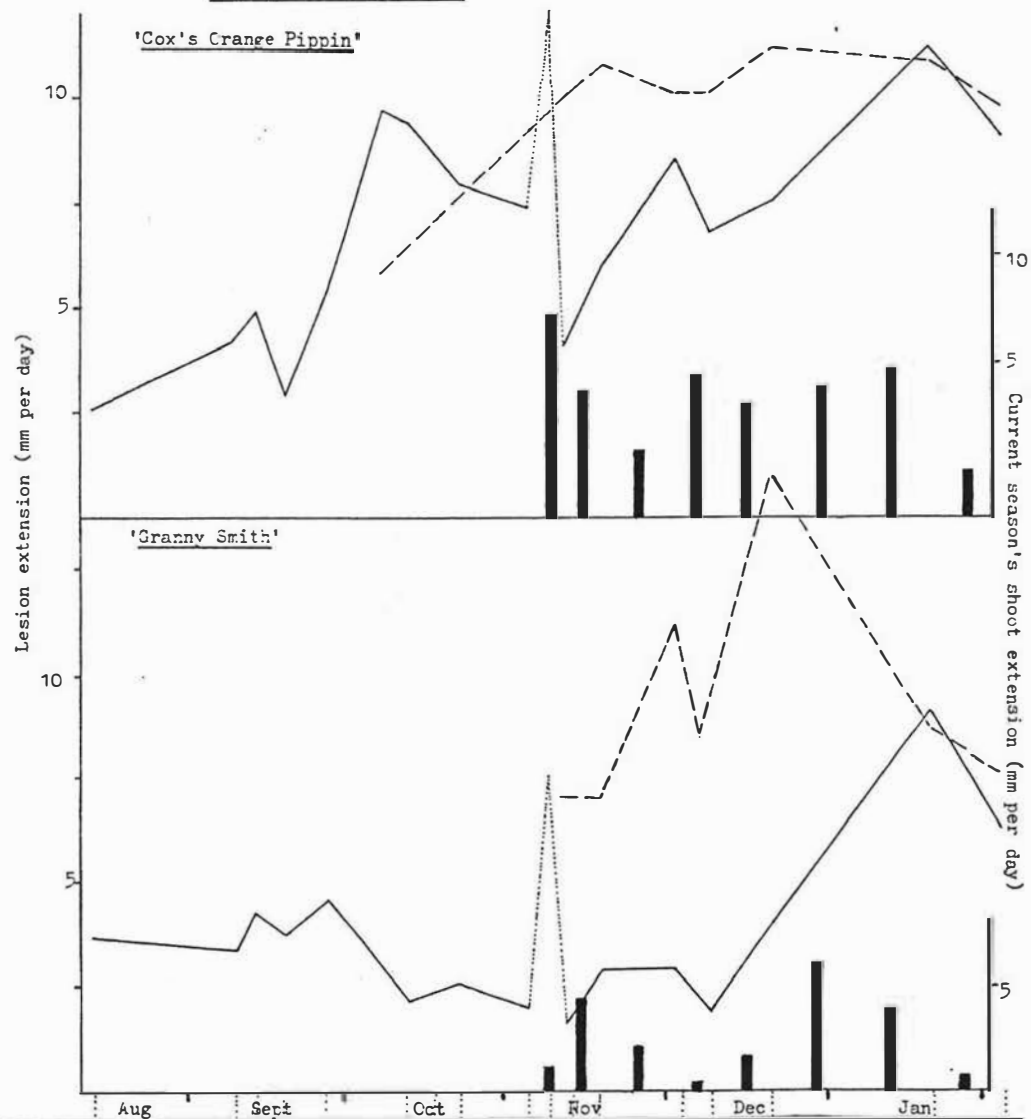 'Cox's Orange Pippin"
10
5
10
5
Lesion extension (mm per day)
Current season's shoot extension (mm per day)
'Granny Smith'
10
5
5
Aug Sept Oct Nov Dec Jan